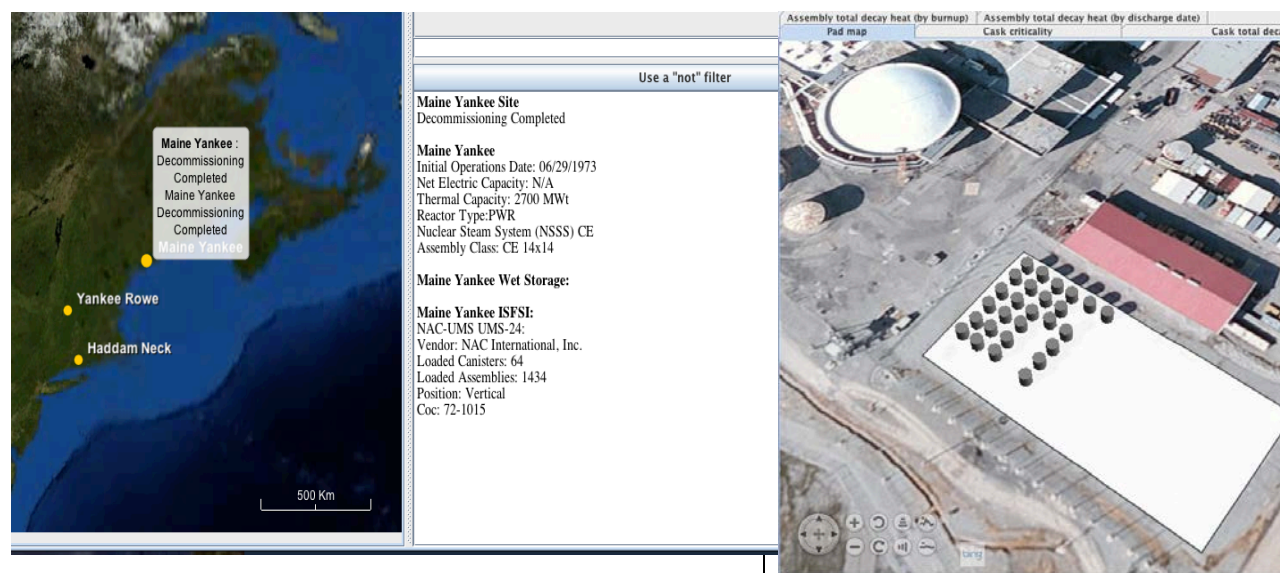 Maine Yankee :
Decommissioning
Completed
Maine Yankee
Decommissioning
Completed
Maine Yankee
Yankee Rowe
Haddam Neck
500 Km
Use a "not" filter
Maine Yankee Site
Decommissioning Completed
Maine Yankee
Initial Operations Date: 06/29/1973
Net Electric Capacity: N/A
Thermal Capacity: 2700 MWt
Reactor Type:PWR
Nuclear Steam System (NSSS) CE
Assembly Class: CE 14x14
Maine Yankee Wet Storage:
Maine Yankee ISFSI:
NAC-UMS UMS-24:
Vendor: NAC International, Inc.
Loaded Canisters: 64
Loaded Assemblies: 1434
Position: Vertical
Coc: 72-1015
Assembly total decay heat (by burnup) Assembly total decay heat (by discharge date)
Pad map Cask criticality Cask total deca
bing